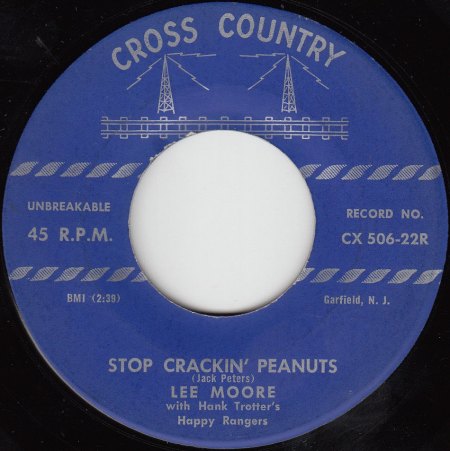 CROSS COUNTRY
UNBREAKABLE
45 R.P.M.
RECORD NO.
CX 506-22R
BMI (2:38)
Garfield, N. J.
STOP CRACKIN' PEANUTS
(Jack Peters)
LEE MOORE
with Hank Trotter's
Happy Rangers